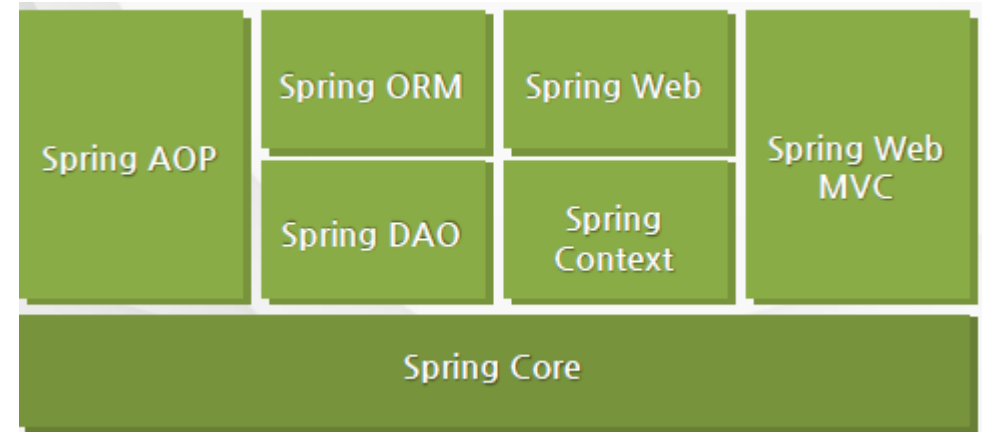 Spring AOP
Spring ORM
Spring DAO
Spring Web
Spring
Context
Spring Web
MVC
Spring Core